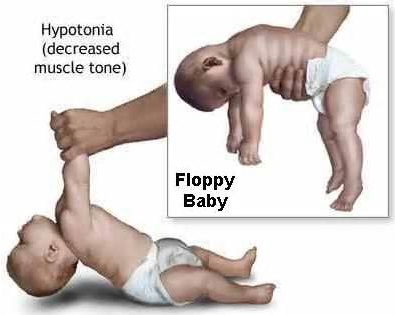 Hypotonia
(decreased
muscle tone)
Floppy
Baby